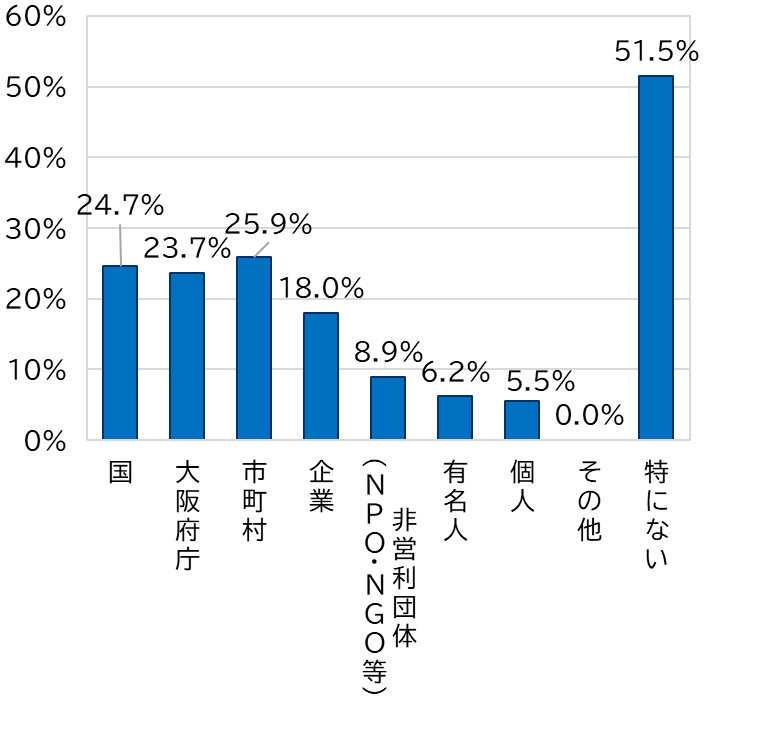 60%
50%
40%
30%
20%
10%
0%
24.7%
23.7%
25.9%
18.0%
8.9%
6.2%
5.5%
0.0%
51.5%
国
大阪府庁
市町村
企業
非営利団体
(NPO・NGO等)
有名人
個人
その他
特にない